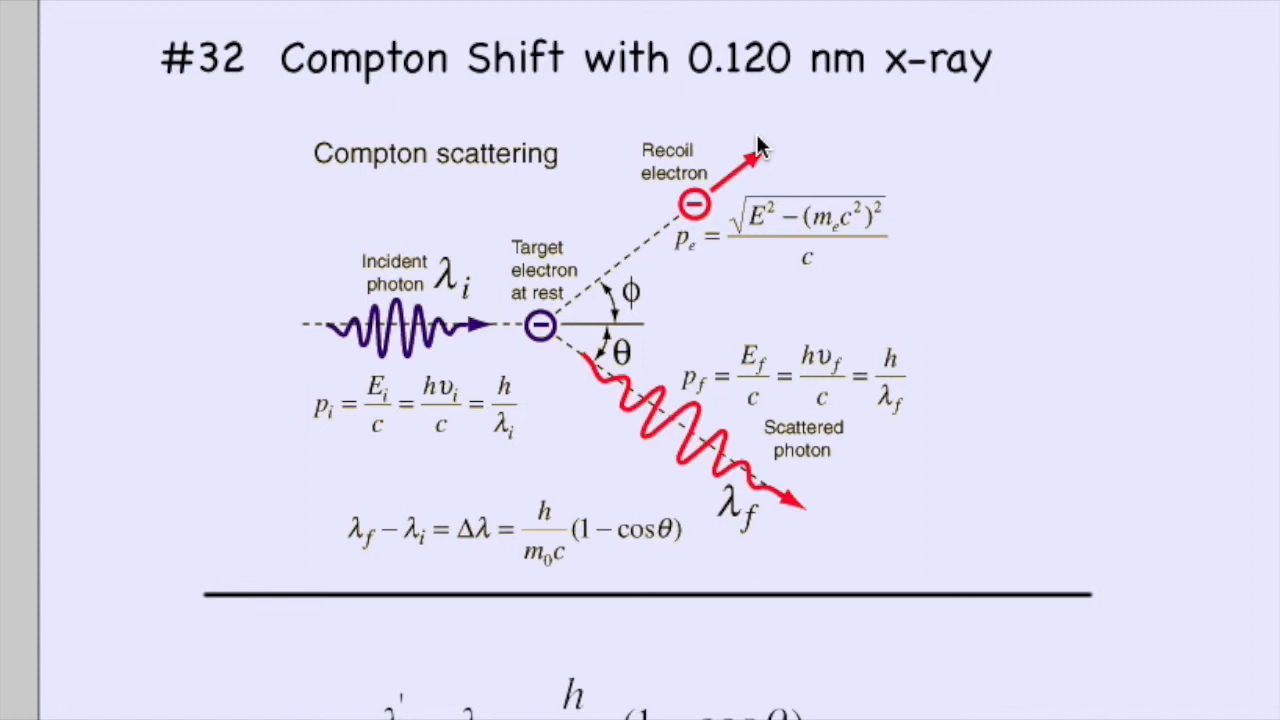 #32 Compton Shift with 0.120 nm x-ray
Compton scattering
Recoil
electron
p_e = √(E² − (m_e c²)²) / c
Target
electron
at rest
Incident
photon λ_i
ϕ
θ
p_i = E_i/c = hυ_i/c = h/λ_i
p_f = E_f/c = hυ_f/c = h/λ_f
Scattered
photon
λ_f
λ_f − λ_i = Δλ = h/(m_0 c) (1 − cosθ)
h